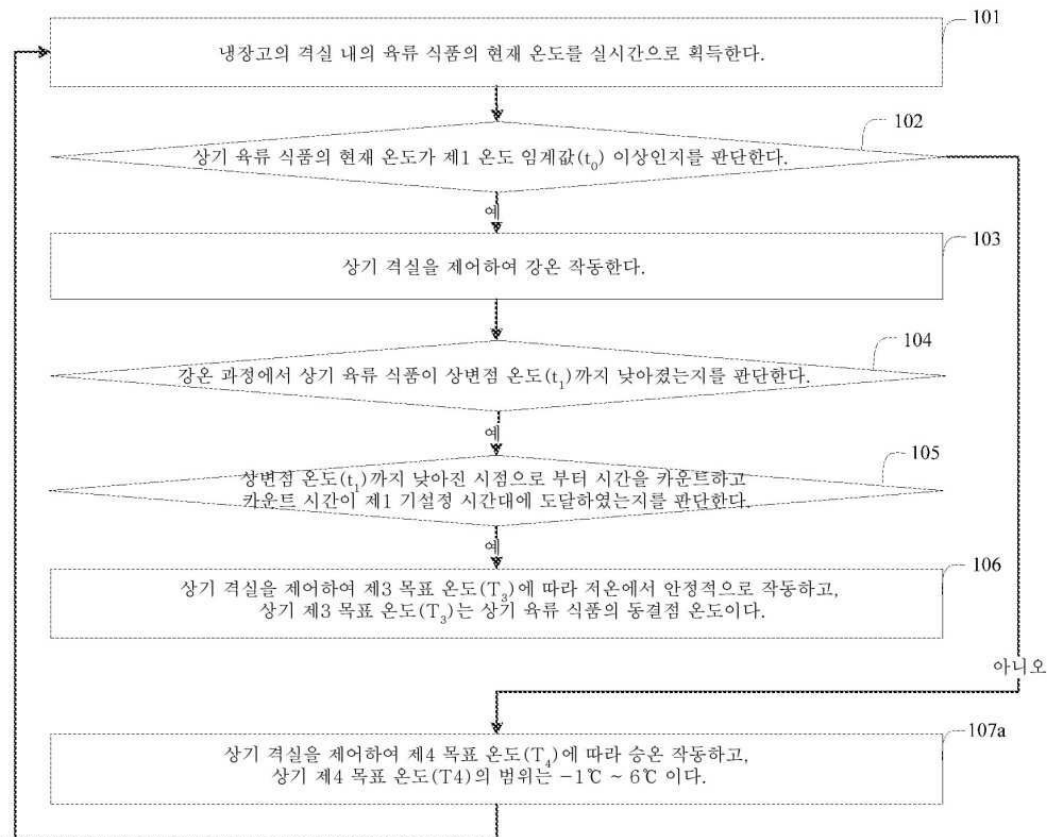 101
냉장고의 격실 내의 육류 식품의 현재 온도를 실시간으로 획득한다.
102
상기 육류 식품의 현재 온도가 제1 온도 임계값(t₀) 이상인지를 판단한다.
예
103
상기 격실을 제어하여 강온 작동한다.
104
강온 과정에서 상기 육류 식품이 상변점 온도(t₁)까지 낮아졌는지를 판단한다.
예
105
상변점 온도(t₁)까지 낮아진 시점으로 부터 시간을 카운트하고
카운트 시간이 제1 기설정 시간대에 도달하였는지를 판단한다.
예
106
상기 격실을 제어하여 제3 목표 온도(T₃)에 따라 저온에서 안정적으로 작동하고,
상기 제3 목표 온도(T₃)는 상기 육류 식품의 동결점 온도이다.
아니오
107a
상기 격실을 제어하여 제4 목표 온도(T₄)에 따라 승온 작동하고,
상기 제4 목표 온도(T4)의 범위는 -1℃ ~ 6℃ 이다.